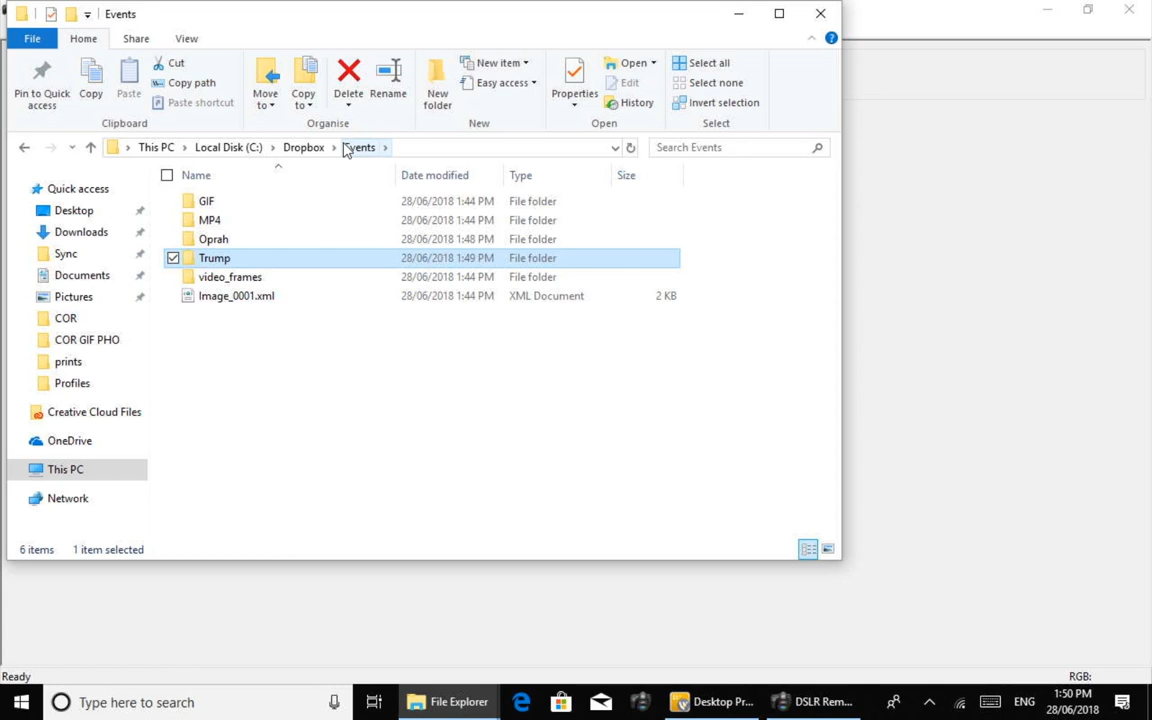 Events
File Home Share View
Pin to Quick access
Copy
Paste
Cut
Copy path
Paste shortcut
Clipboard
Move to
Copy to
Delete
Rename
Organise
New folder
New item
Easy access
New
Properties
Open
Edit
History
Open
Select all
Select none
Invert selection
Select
This PC Local Disk (C:) Dropbox Events
Search Events
Name Date modified Type Size
GIF 28/06/2018 1:44 PM File folder
MP4 28/06/2018 1:44 PM File folder
Oprah 28/06/2018 1:48 PM File folder
Trump 28/06/2018 1:49 PM File folder
video_frames 28/06/2018 1:44 PM File folder
Image_0001.xml 28/06/2018 1:44 PM XML Document 2 KB
Quick access
Desktop
Downloads
Sync
Documents
Pictures
COR
COR GIF PHO
prints
Profiles
Creative Cloud Files
OneDrive
This PC
Network
6 items 1 item selected
Ready RGB:
Type here to search
File Explorer
Desktop Pr...
DSLR Rem...
ENG
1:50 PM
28/06/2018